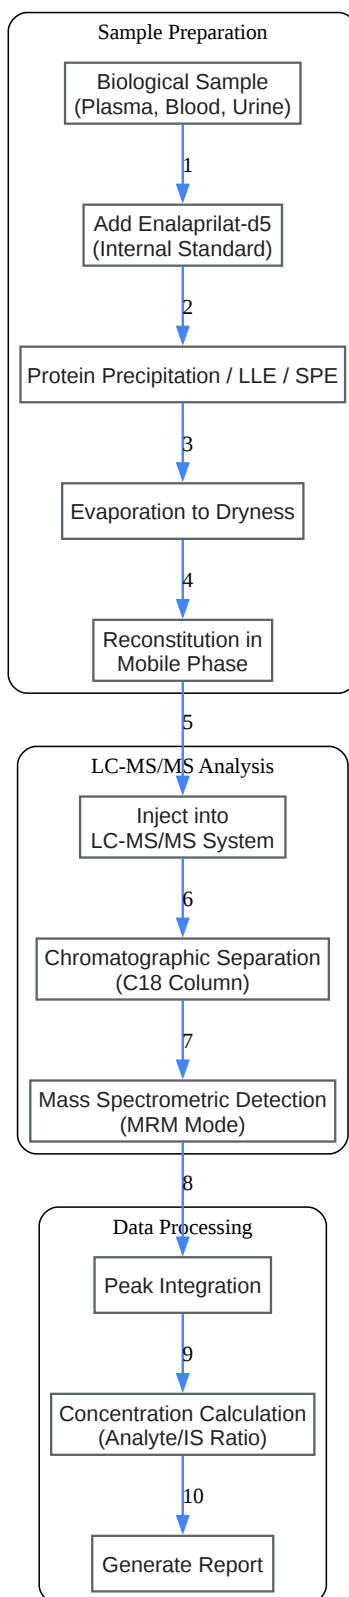 Sample Preparation
Biological Sample
(Plasma, Blood, Urine)
1
Add Enalaprilat-d5
(Internal Standard)
2
Protein Precipitation / LLE / SPE
3
Evaporation to Dryness
4
Reconstitution in
Mobile Phase
5
LC-MS/MS Analysis
Inject into
LC-MS/MS System
6
Chromatographic Separation
(C18 Column)
7
Mass Spectrometric Detection
(MRM Mode)
8
Data Processing
Peak Integration
9
Concentration Calculation
(Analyte/IS Ratio)
10
Generate Report